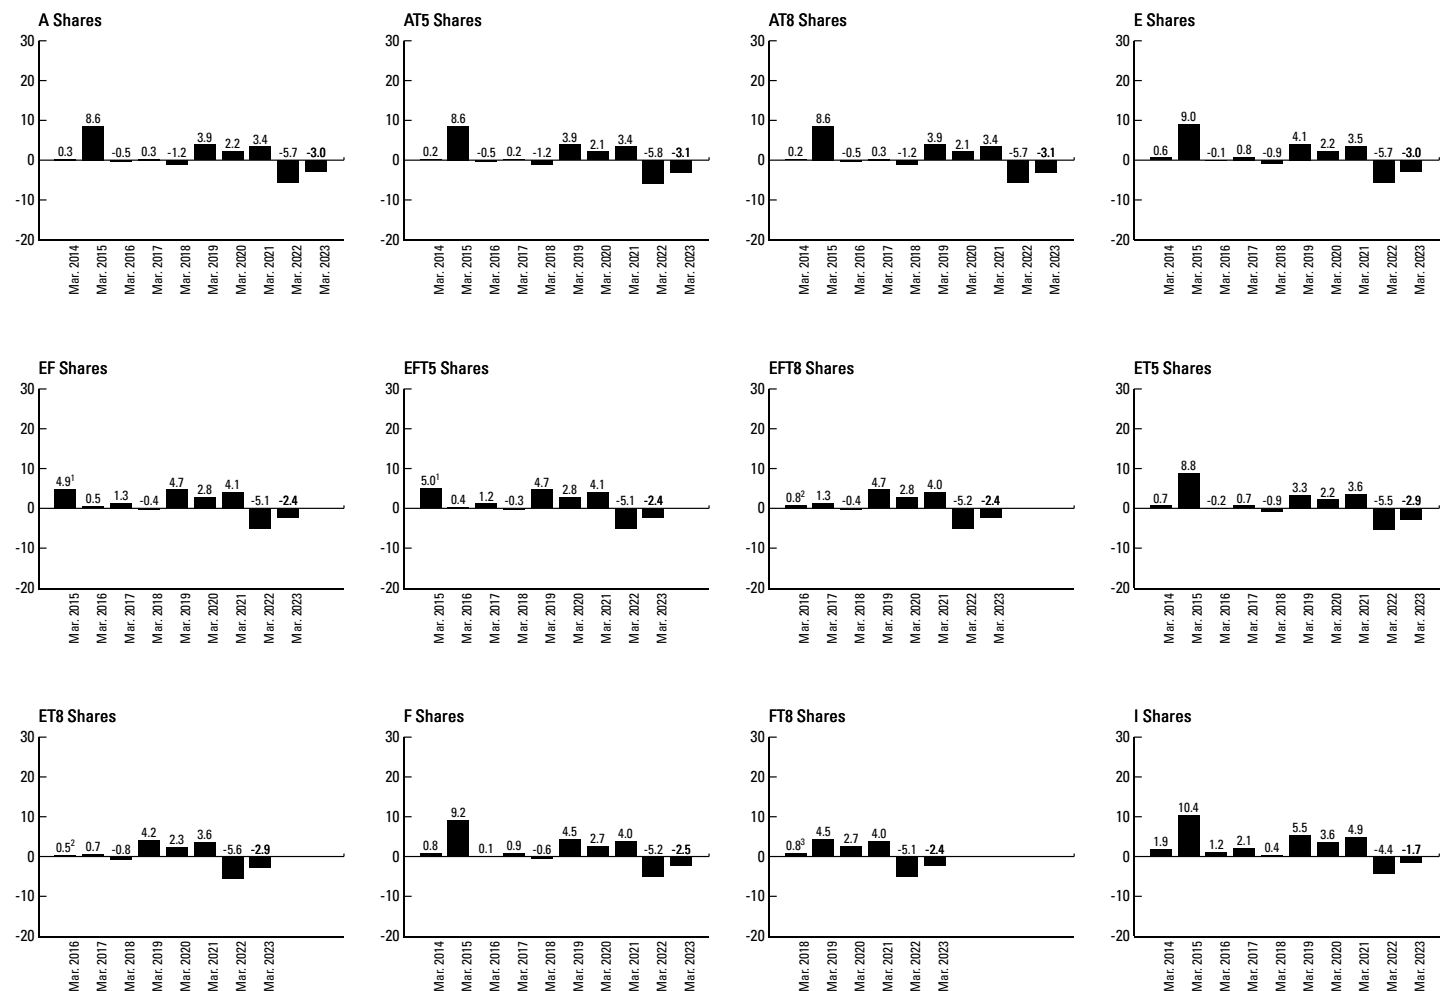 A Shares
30
20
10
0
-10
-20
0.3
8.6
-0.5
0.3
-1.2
3.9
2.2
3.4
-5.7
-3.0
Mar. 2014
Mar. 2015
Mar. 2016
Mar. 2017
Mar. 2018
Mar. 2019
Mar. 2020
Mar. 2021
Mar. 2022
Mar. 2023
AT5 Shares
30
20
10
0
-10
-20
0.2
8.6
-0.5
0.2
-1.2
3.9
2.1
3.4
-5.8
-3.1
Mar. 2014
Mar. 2015
Mar. 2016
Mar. 2017
Mar. 2018
Mar. 2019
Mar. 2020
Mar. 2021
Mar. 2022
Mar. 2023
AT8 Shares
30
20
10
0
-10
-20
0.2
8.6
-0.5
0.3
-1.2
3.9
2.1
3.4
-5.7
-3.1
Mar. 2014
Mar. 2015
Mar. 2016
Mar. 2017
Mar. 2018
Mar. 2019
Mar. 2020
Mar. 2021
Mar. 2022
Mar. 2023
E Shares
30
20
10
0
-10
-20
0.6
9.0
-0.1
0.8
-0.9
4.1
2.2
3.5
-5.7
-3.0
Mar. 2014
Mar. 2015
Mar. 2016
Mar. 2017
Mar. 2018
Mar. 2019
Mar. 2020
Mar. 2021
Mar. 2022
Mar. 2023
EF Shares
30
20
10
0
-10
-20
4.9¹
0.5
1.3
-0.4
4.7
2.8
4.1
-5.1
-2.4
Mar. 2015
Mar. 2016
Mar. 2017
Mar. 2018
Mar. 2019
Mar. 2020
Mar. 2021
Mar. 2022
Mar. 2023
EFT5 Shares
30
20
10
0
-10
-20
5.0¹
0.4
1.2
-0.3
4.7
2.8
4.1
-5.1
-2.4
Mar. 2015
Mar. 2016
Mar. 2017
Mar. 2018
Mar. 2019
Mar. 2020
Mar. 2021
Mar. 2022
Mar. 2023
EFT8 Shares
30
20
10
0
-10
-20
0.8²
1.3
-0.4
4.7
2.8
4.0
-5.2
-2.4
Mar. 2016
Mar. 2017
Mar. 2018
Mar. 2019
Mar. 2020
Mar. 2021
Mar. 2022
Mar. 2023
ET5 Shares
30
20
10
0
-10
-20
0.7
8.8
-0.2
0.7
-0.9
3.3
2.2
3.6
-5.5
-2.9
Mar. 2014
Mar. 2015
Mar. 2016
Mar. 2017
Mar. 2018
Mar. 2019
Mar. 2020
Mar. 2021
Mar. 2022
Mar. 2023
ET8 Shares
30
20
10
0
-10
-20
0.5²
0.7
-0.8
4.2
2.3
3.6
-5.6
-2.9
Mar. 2016
Mar. 2017
Mar. 2018
Mar. 2019
Mar. 2020
Mar. 2021
Mar. 2022
Mar. 2023
F Shares
30
20
10
0
-10
-20
0.8
9.2
0.1
0.9
-0.6
4.5
2.7
4.0
-5.2
-2.5
Mar. 2014
Mar. 2015
Mar. 2016
Mar. 2017
Mar. 2018
Mar. 2019
Mar. 2020
Mar. 2021
Mar. 2022
Mar. 2023
FT8 Shares
30
20
10
0
-10
-20
0.8³
4.5
2.7
4.0
-5.1
-2.4
Mar. 2018
Mar. 2019
Mar. 2020
Mar. 2021
Mar. 2022
Mar. 2023
I Shares
30
20
10
0
-10
-20
1.9
10.4
1.2
2.1
0.4
5.5
3.6
4.9
-4.4
-1.7
Mar. 2014
Mar. 2015
Mar. 2016
Mar. 2017
Mar. 2018
Mar. 2019
Mar. 2020
Mar. 2021
Mar. 2022
Mar. 2023